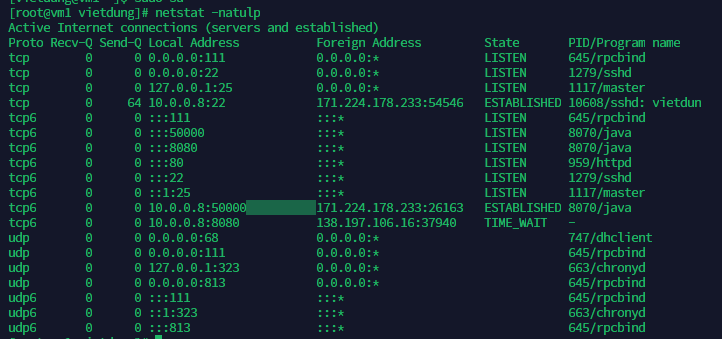 [root@vm1 vietdung]# netstat -natulp
Active Internet connections (servers and established)
Proto Recv-Q Send-Q Local Address           Foreign Address         State       PID/Program name
tcp        0      0 0.0.0.0:111             0.0.0.0:*               LISTEN      645/rpcbind
tcp        0      0 0.0.0.0:22              0.0.0.0:*               LISTEN      1279/sshd
tcp        0      0 127.0.0.1:25            0.0.0.0:*               LISTEN      1117/master
tcp        0     64 10.0.0.8:22             171.224.178.233:54546   ESTABLISHED 10608/sshd: vietdun
tcp6       0      0 :::111                  :::*                    LISTEN      645/rpcbind
tcp6       0      0 :::50000                :::*                    LISTEN      8070/java
tcp6       0      0 :::8080                 :::*                    LISTEN      8070/java
tcp6       0      0 :::80                   :::*                    LISTEN      959/httpd
tcp6       0      0 :::22                   :::*                    LISTEN      1279/sshd
tcp6       0      0 ::1:25                  :::*                    LISTEN      1117/master
tcp6       0      0 10.0.0.8:50000          171.224.178.233:26163   ESTABLISHED 8070/java
tcp6       0      0 10.0.0.8:8080           138.197.106.16:37940    TIME_WAIT   -
udp        0      0 0.0.0.0:68              0.0.0.0:*                           747/dhclient
udp        0      0 0.0.0.0:111             0.0.0.0:*                           645/rpcbind
udp        0      0 127.0.0.1:323           0.0.0.0:*                           663/chronyd
udp        0      0 0.0.0.0:813             0.0.0.0:*                           645/rpcbind
udp6       0      0 :::111                  :::*                                645/rpcbind
udp6       0      0 ::1:323                 :::*                                663/chronyd
udp6       0      0 :::813                  :::*                                645/rpcbind